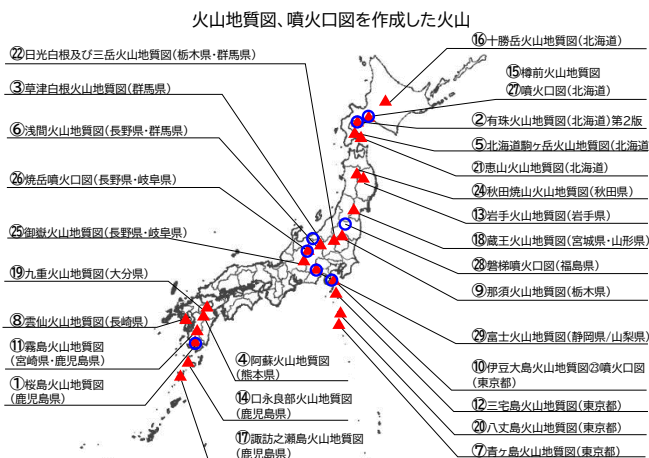 火山地質図、噴火口図を作成した火山
㉒日光白根及び三岳火山地質図(栃木県・群馬県)
③草津白根火山地質図(群馬県)
⑥浅間火山地質図(長野県・群馬県)
㉖焼岳噴火口図(長野県・岐阜県)
㉕御嶽火山地質図(長野県・岐阜県)
⑲九重火山地質図(大分県)
⑧雲仙火山地質図(長崎県)
⑪霧島火山地質図
(宮崎県・鹿児島県)
①桜島火山地質図
(鹿児島県)
④阿蘇火山地質図
(熊本県)
⑭口永良部火山地質図
(鹿児島県)
⑰諏訪之瀬島火山地質図
(鹿児島県)
⑯十勝岳火山地質図(北海道)
⑮樽前火山地質図
㉗噴火口図(北海道)
②有珠火山地質図(北海道)第2版
⑤北海道駒ヶ岳火山地質図(北海道
㉑恵山火山地質図(北海道)
㉔秋田焼山火山地質図(秋田県)
⑬岩手火山地質図(岩手県)
⑱蔵王火山地質図(宮城県・山形県)
㉘磐梯噴火口図(福島県)
⑨那須火山地質図(栃木県)
㉙富士火山地質図(静岡県/山梨県)
⑩伊豆大島火山地質図㉓噴火口図
(東京都)
⑫三宅島火山地質図(東京都)
⑳八丈島火山地質図(東京都)
⑦青ヶ島火山地質図(東京都)